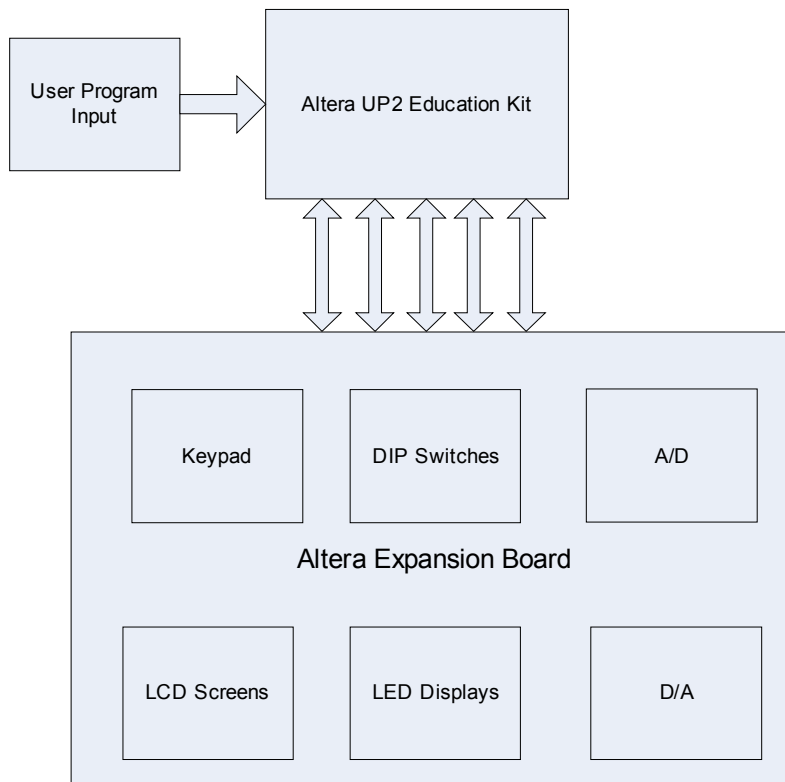 User Program
Input
Altera UP2 Education Kit
Keypad
DIP Switches
A/D
Altera Expansion Board
LCD Screens
LED Displays
D/A